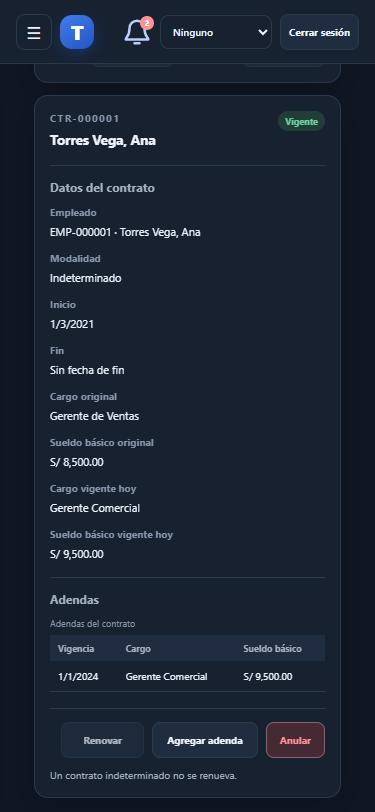 ☰
T
2
Ninguno
Cerrar sesión
CTR-000001
Vigente
Torres Vega, Ana
Datos del contrato
Empleado
EMP-000001 · Torres Vega, Ana
Modalidad
Indeterminado
Inicio
1/3/2021
Fin
Sin fecha de fin
Cargo original
Gerente de Ventas
Sueldo básico original
S/ 8,500.00
Cargo vigente hoy
Gerente Comercial
Sueldo básico vigente hoy
S/ 9,500.00
Adendas
Adendas del contrato
Vigencia Cargo Sueldo básico
1/1/2024 Gerente Comercial S/ 9,500.00
Renovar Agregar adenda Anular
Un contrato indeterminado no se renueva.